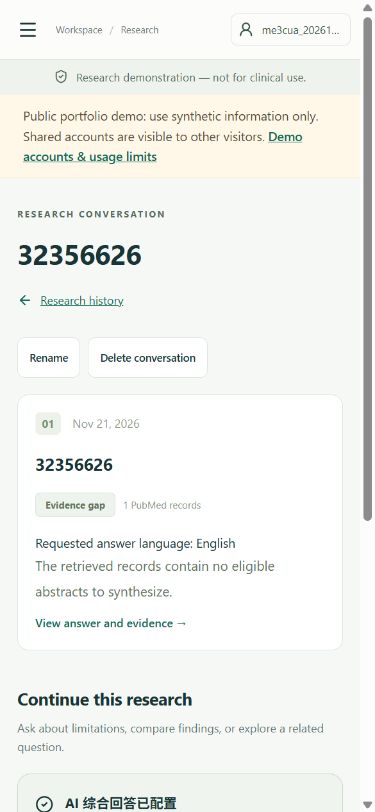 Workspace / Research
me3cua_20261...
Research demonstration — not for clinical use.
Public portfolio demo: use synthetic information only.
Shared accounts are visible to other visitors. Demo
accounts & usage limits
RESEARCH CONVERSATION
32356626
← Research history
Rename
Delete conversation
01 Nov 21, 2026
32356626
Evidence gap 1 PubMed records
Requested answer language: English
The retrieved records contain no eligible
abstracts to synthesize.
View answer and evidence →
Continue this research
Ask about limitations, compare findings, or explore a related
question.
AI 综合回答已配置